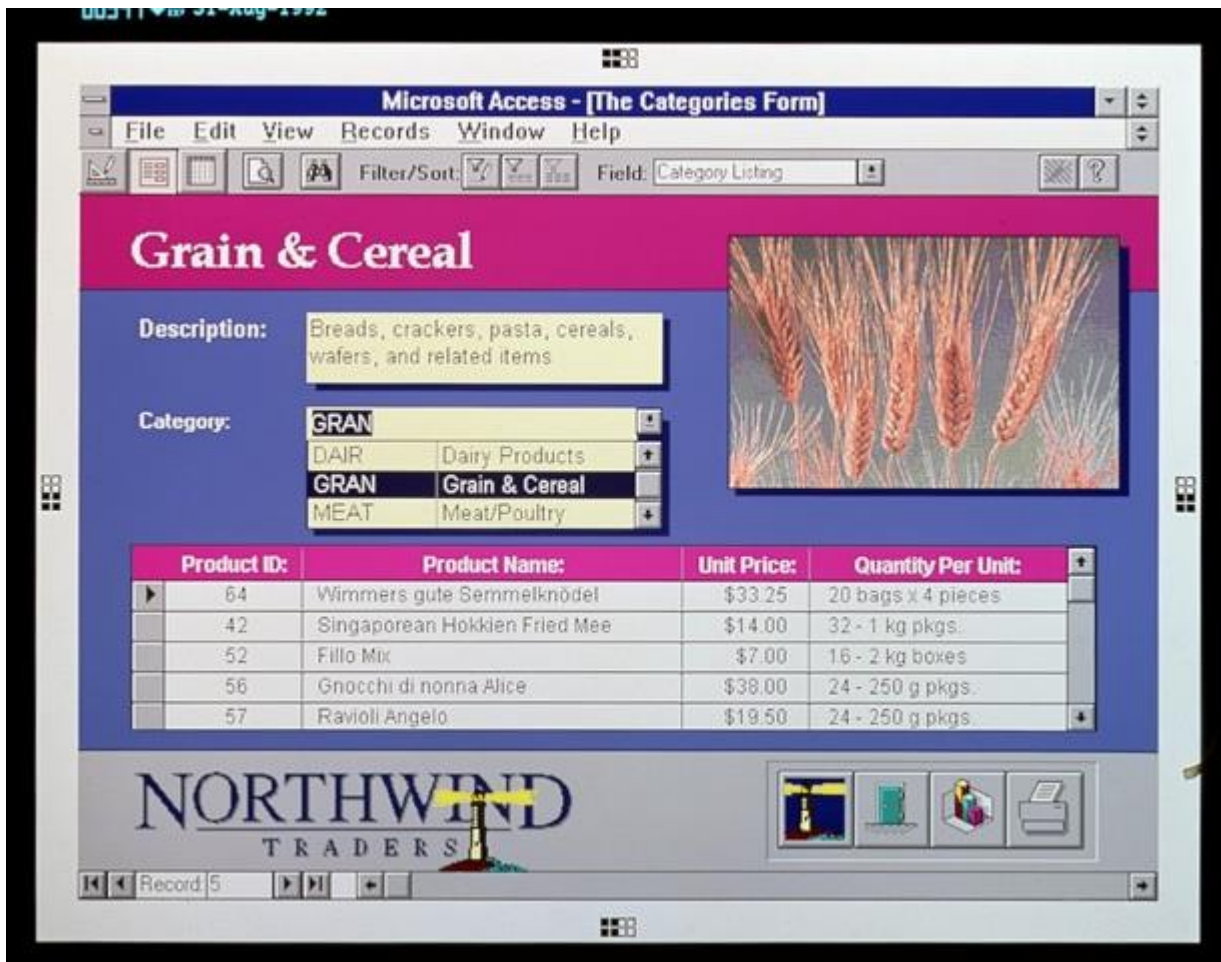 31-Aug-1992
Microsoft Access - [The Categories Form]
File Edit View Records Window Help
Filter/Sort: Field: Category Listing
Grain & Cereal
Description: Breads, crackers, pasta, cereals,
wafers, and related items
Category: GRAN
DAIR Dairy Products
GRAN Grain & Cereal
MEAT Meat/Poultry
Product ID: Product Name: Unit Price: Quantity Per Unit:
64 Wimmers gute Semmelknödel $33.25 20 bags x 4 pieces
42 Singaporean Hokkien Fried Mee $14.00 32 - 1 kg pkgs.
52 Fillo Mix $7.00 16 - 2 kg boxes
56 Gnocchi di nonna Alice $38.00 24 - 250 g pkgs.
57 Ravioli Angelo $19.50 24 - 250 g pkgs.
NORTHWIND
TRADERS
Record: 5